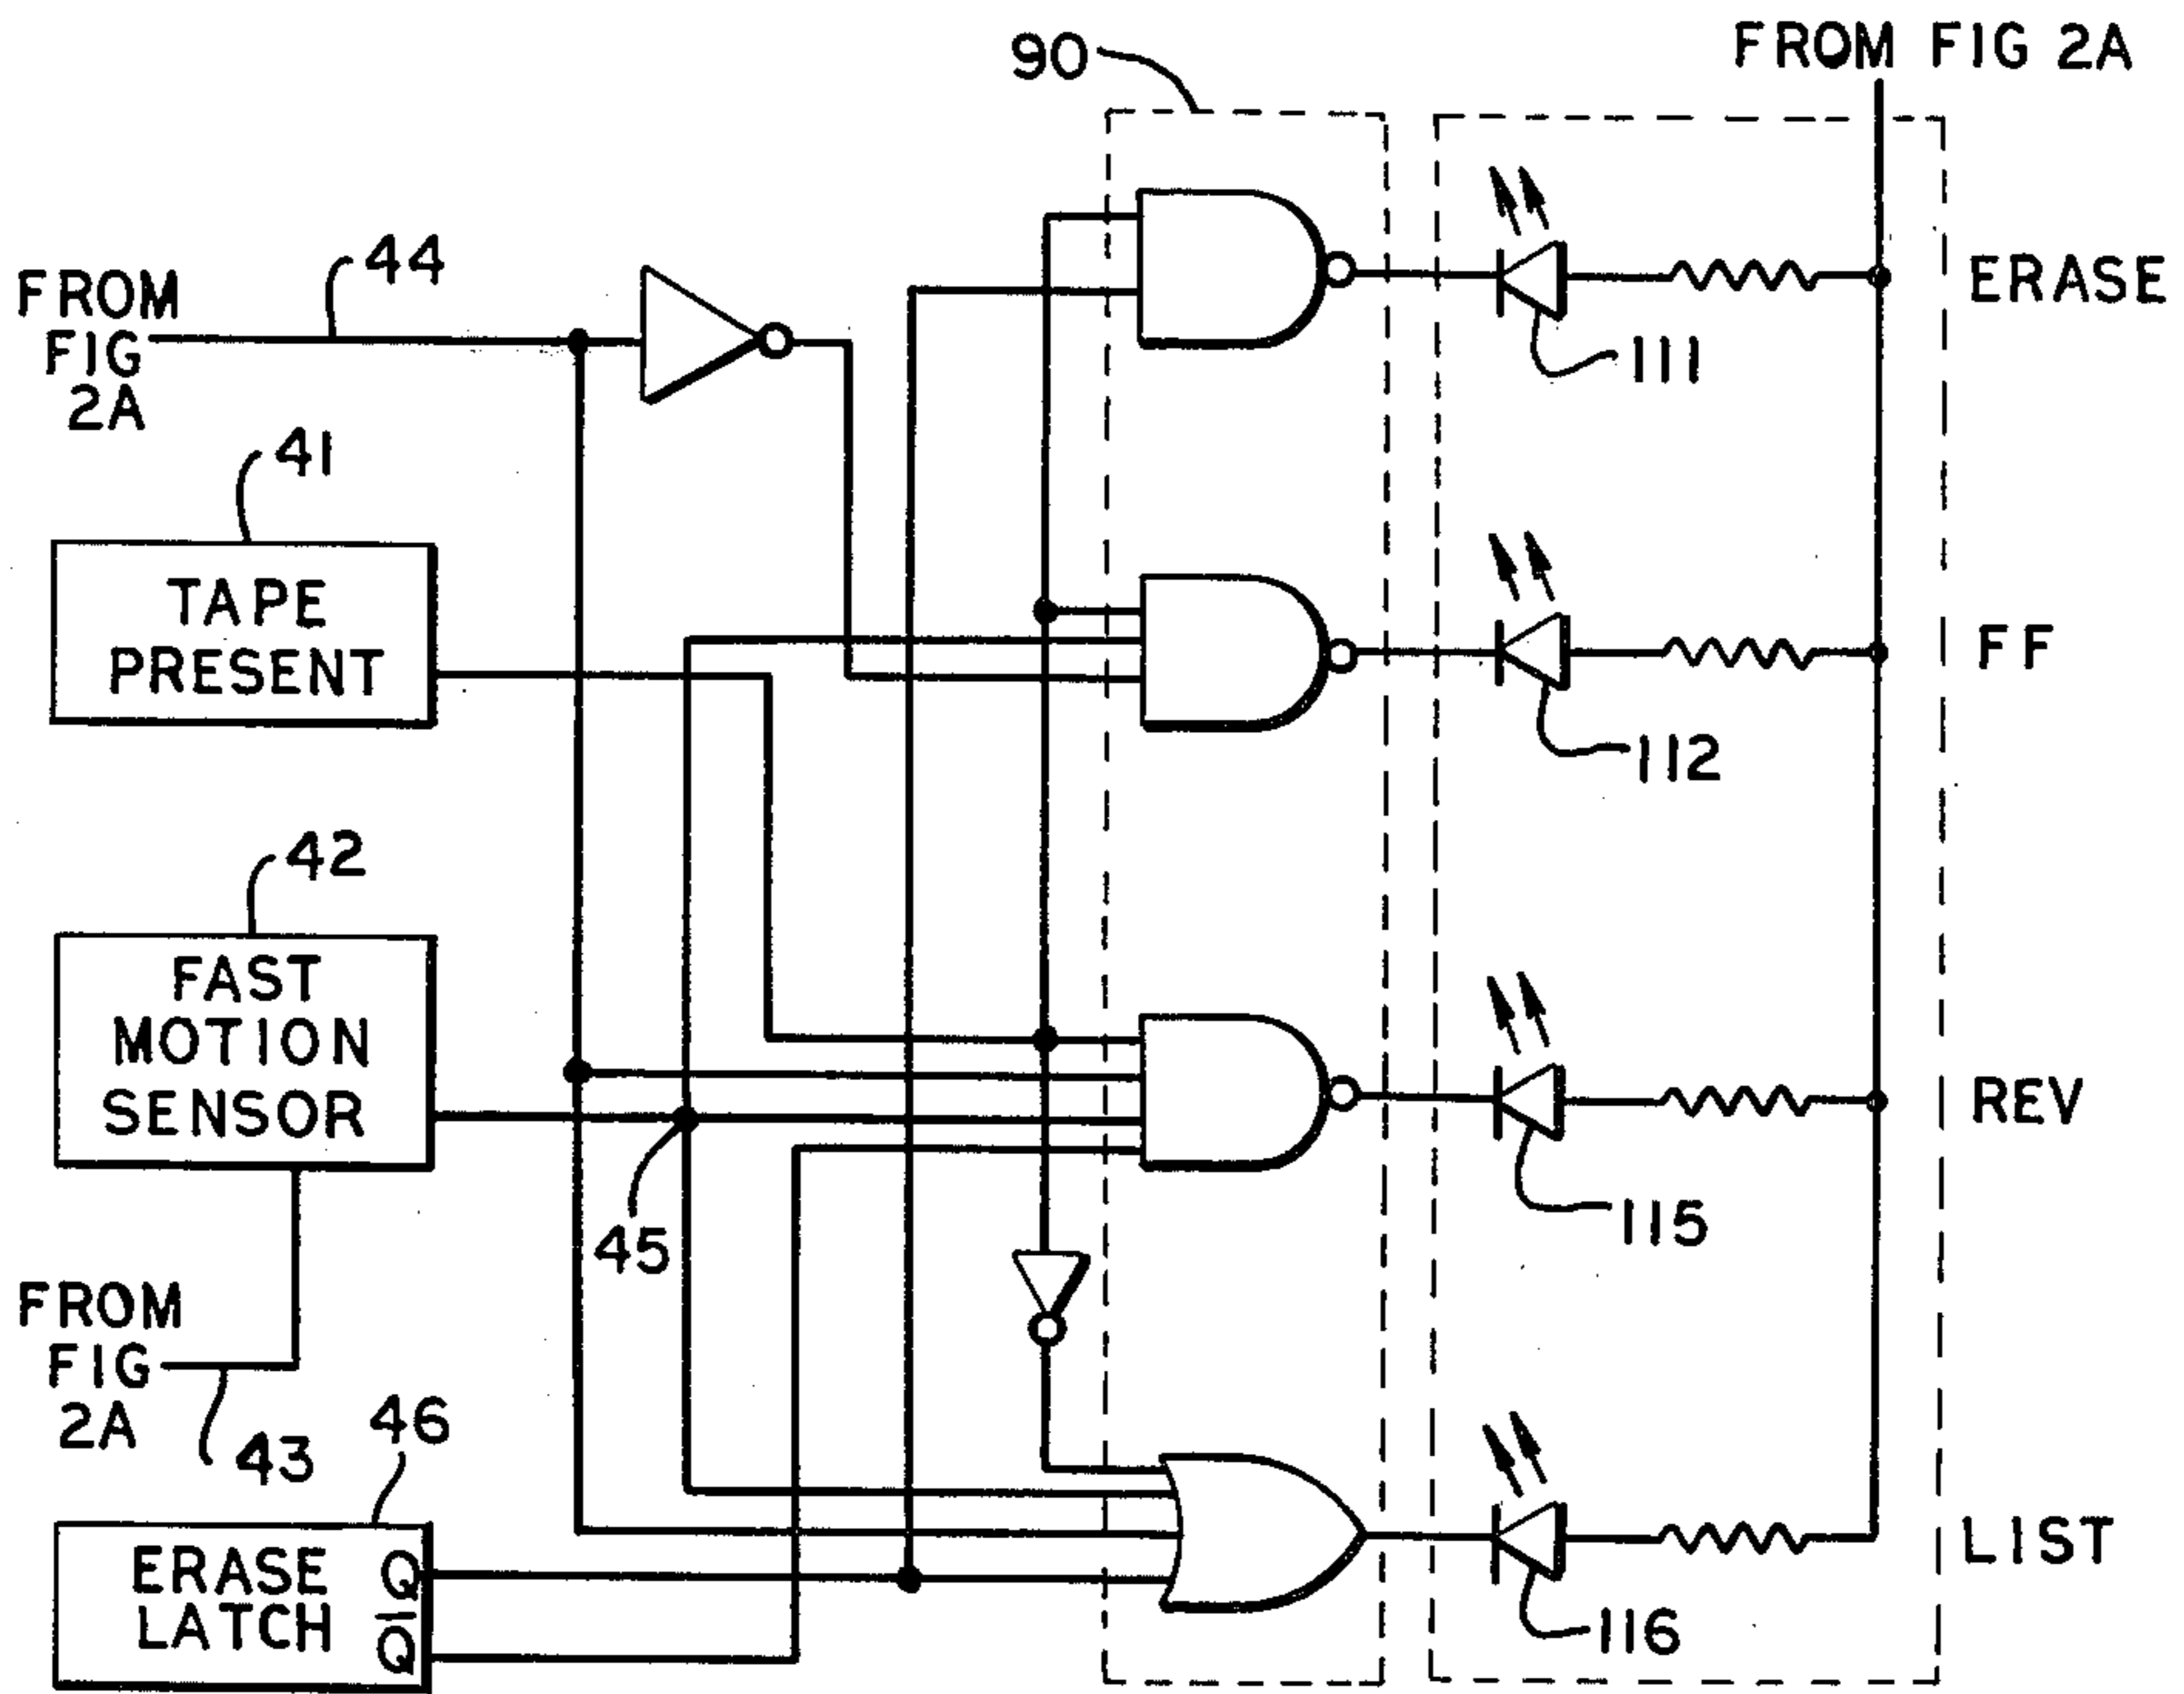 90
FROM FIG 2A
44
FROM
FIG
2A
ERASE
111
41
TAPE
PRESENT
FF
112
42
FAST
MOTION
SENSOR
REV
115
45
FROM
FIG
2A
43
46
ERASE Q
LATCH Q̅
LIST
116